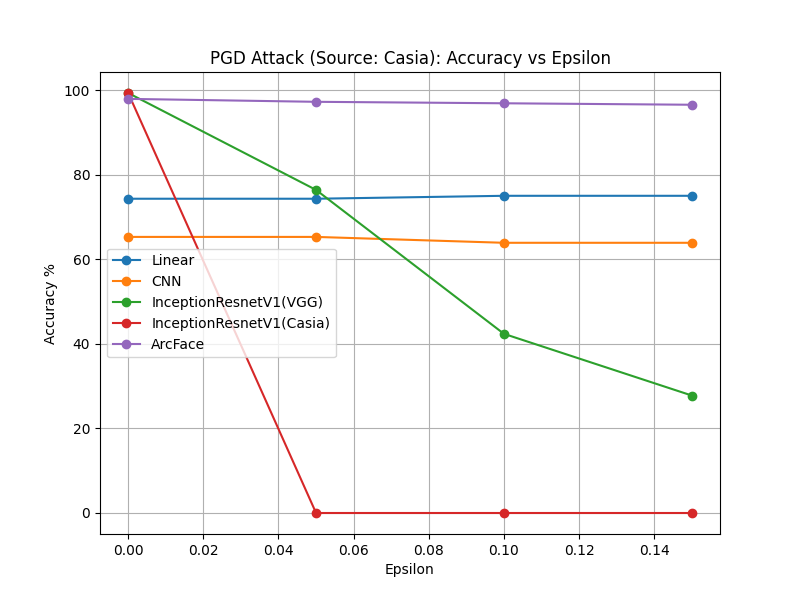 PGD Attack (Source: Casia): Accuracy vs Epsilon
Accuracy %
100
80
60
40
20
0
Linear
CNN
InceptionResnetV1(VGG)
InceptionResnetV1(Casia)
ArcFace
0.00 0.02 0.04 0.06 0.08 0.10 0.12 0.14
Epsilon